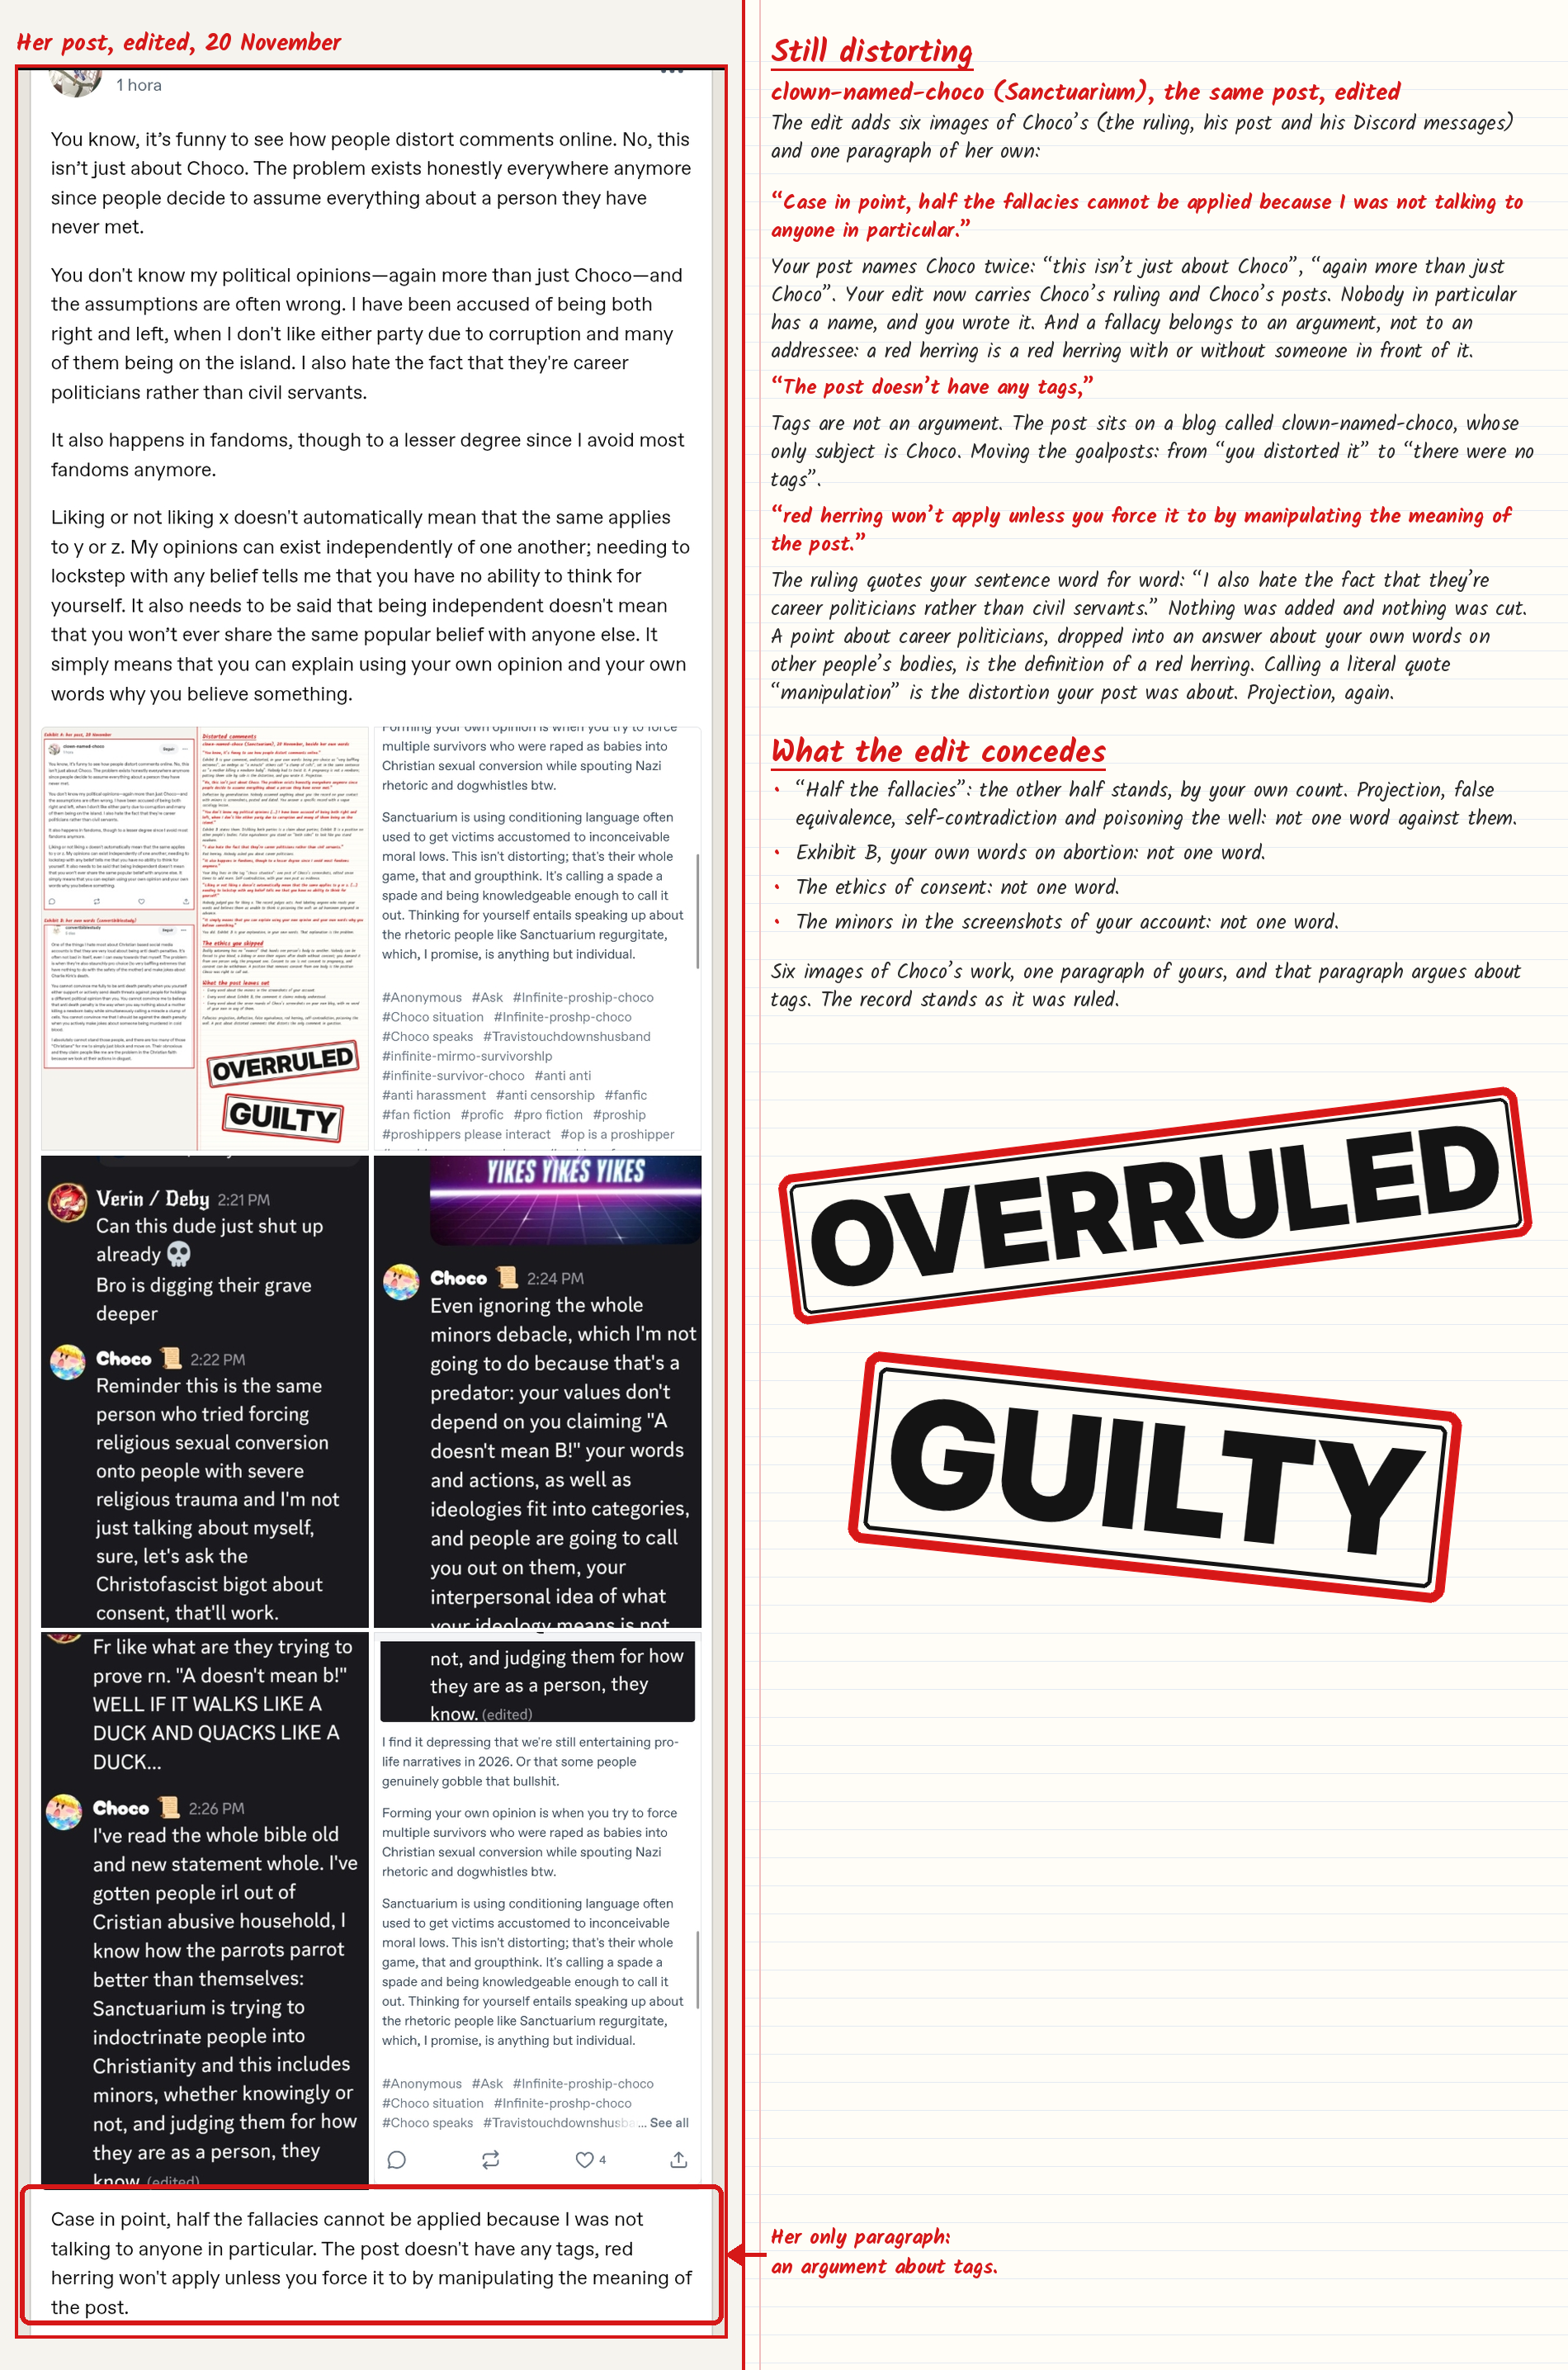 Her post, edited, 20 November
1 hora
You know, it’s funny to see how people distort comments online. No, this
isn’t just about Choco. The problem exists honestly everywhere anymore
since people decide to assume everything about a person they have
never met.
You don't know my political opinions—again more than just Choco—and
the assumptions are often wrong. I have been accused of being both
right and left, when I don't like either party due to corruption and many
of them being on the island. I also hate the fact that they're career
politicians rather than civil servants.
It also happens in fandoms, though to a lesser degree since I avoid most
fandoms anymore.
Liking or not liking x doesn't automatically mean that the same applies
to y or z. My opinions can exist independently of one another; needing to
lockstep with any belief tells me that you have no ability to think for
yourself. It also needs to be said that being independent doesn't mean
that you won’t ever share the same popular belief with anyone else. It
simply means that you can explain using your own opinion and your own
words why you believe something.
Exhibit A: her post, 20 November
clown-named-choco
Seguir
Exhibit B: her own words
Distorted comments
The ethics you skipped
What the post leaves out
OVERRULED
GUILTY
Forming your own opinion is when you try to force
multiple survivors who were raped as babies into
Christian sexual conversion while spouting Nazi
rhetoric and dogwhistles btw.
Sanctuarium is using conditioning language often
used to get victims accustomed to inconceivable
moral lows. This isn't distorting; that's their whole
game, that and groupthink. It's calling a spade a
spade and being knowledgeable enough to call it
out. Thinking for yourself entails speaking up about
the rhetoric people like Sanctuarium regurgitate,
which, I promise, is anything but individual.
#Anonymous #Ask #Infinite-proship-choco
#Choco situation #Infinite-proshp-choco
#Choco speaks #Travistouchdownshusband
#infinite-mirmo-survivorshlp
#infinite-survivor-choco #anti anti
#anti harassment #anti censorship #fanfic
#fan fiction #profic #pro fiction #proship
#proshippers please interact #op is a proshipper
Verin / Deby 2:21 PM
Can this dude just shut up
already 💀
Bro is digging their grave
deeper
Choco 📜 2:22 PM
Reminder this is the same
person who tried forcing
religious sexual conversion
onto people with severe
religious trauma and I'm not
just talking about myself,
sure, let's ask the
Christofascist bigot about
consent, that'll work.
YIKES YIKES YIKES
Choco 📜 2:24 PM
Even ignoring the whole
minors debacle, which I'm not
going to do because that's a
predator: your values don't
depend on you claiming "A
doesn't mean B!" your words
and actions, as well as
ideologies fit into categories,
and people are going to call
you out on them, your
interpersonal idea of what
your ideology means is not
Fr like what are they trying to
prove rn. "A doesn't mean b!"
WELL IF IT WALKS LIKE A
DUCK AND QUACKS LIKE A
DUCK...
Choco 📜 2:26 PM
I've read the whole bible old
and new statement whole. I've
gotten people irl out of
Cristian abusive household, I
know how the parrots parrot
better than themselves:
Sanctuarium is trying to
indoctrinate people into
Christianity and this includes
minors, whether knowingly or
not, and judging them for how
they are as a person, they
know. (edited)
not, and judging them for how
they are as a person, they
know. (edited)
I find it depressing that we're still entertaining pro-
life narratives in 2026. Or that some people
genuinely gobble that bullshit.
Forming your own opinion is when you try to force
multiple survivors who were raped as babies into
Christian sexual conversion while spouting Nazi
rhetoric and dogwhistles btw.
Sanctuarium is using conditioning language often
used to get victims accustomed to inconceivable
moral lows. This isn't distorting; that's their whole
game, that and groupthink. It's calling a spade a
spade and being knowledgeable enough to call it
out. Thinking for yourself entails speaking up about
the rhetoric people like Sanctuarium regurgitate,
which, I promise, is anything but individual.
#Anonymous #Ask #Infinite-proship-choco
#Choco situation #Infinite-proshp-choco
#Choco speaks #Travistouchdownshusba... See all
4
Case in point, half the fallacies cannot be applied because I was not
talking to anyone in particular. The post doesn't have any tags, red
herring won't apply unless you force it to by manipulating the meaning of
the post.
Still distorting
clown-named-choco (Sanctuarium), the same post, edited
The edit adds six images of Choco’s (the ruling, his post and his Discord messages)
and one paragraph of her own:
“Case in point, half the fallacies cannot be applied because I was not talking to
anyone in particular.”
Your post names Choco twice: “this isn’t just about Choco”, “again more than just
Choco”. Your edit now carries Choco’s ruling and Choco’s posts. Nobody in particular
has a name, and you wrote it. And a fallacy belongs to an argument, not to an
addressee: a red herring is a red herring with or without someone in front of it.
“The post doesn’t have any tags,”
Tags are not an argument. The post sits on a blog called clown-named-choco, whose
only subject is Choco. Moving the goalposts: from “you distorted it” to “there were no
tags”.
“red herring won’t apply unless you force it to by manipulating the meaning of
the post.”
The ruling quotes your sentence word for word: “I also hate the fact that they’re
career politicians rather than civil servants.” Nothing was added and nothing was cut.
A point about career politicians, dropped into an answer about your own words on
other people’s bodies, is the definition of a red herring. Calling a literal quote
“manipulation” is the distortion your post was about. Projection, again.
What the edit concedes
• “Half the fallacies”: the other half stands, by your own count. Projection, false
equivalence, self-contradiction and poisoning the well: not one word against them.
• Exhibit B, your own words on abortion: not one word.
• The ethics of consent: not one word.
• The minors in the screenshots of your account: not one word.
Six images of Choco’s work, one paragraph of yours, and that paragraph argues about
tags. The record stands as it was ruled.
OVERRULED
GUILTY
Her only paragraph:
an argument about tags.